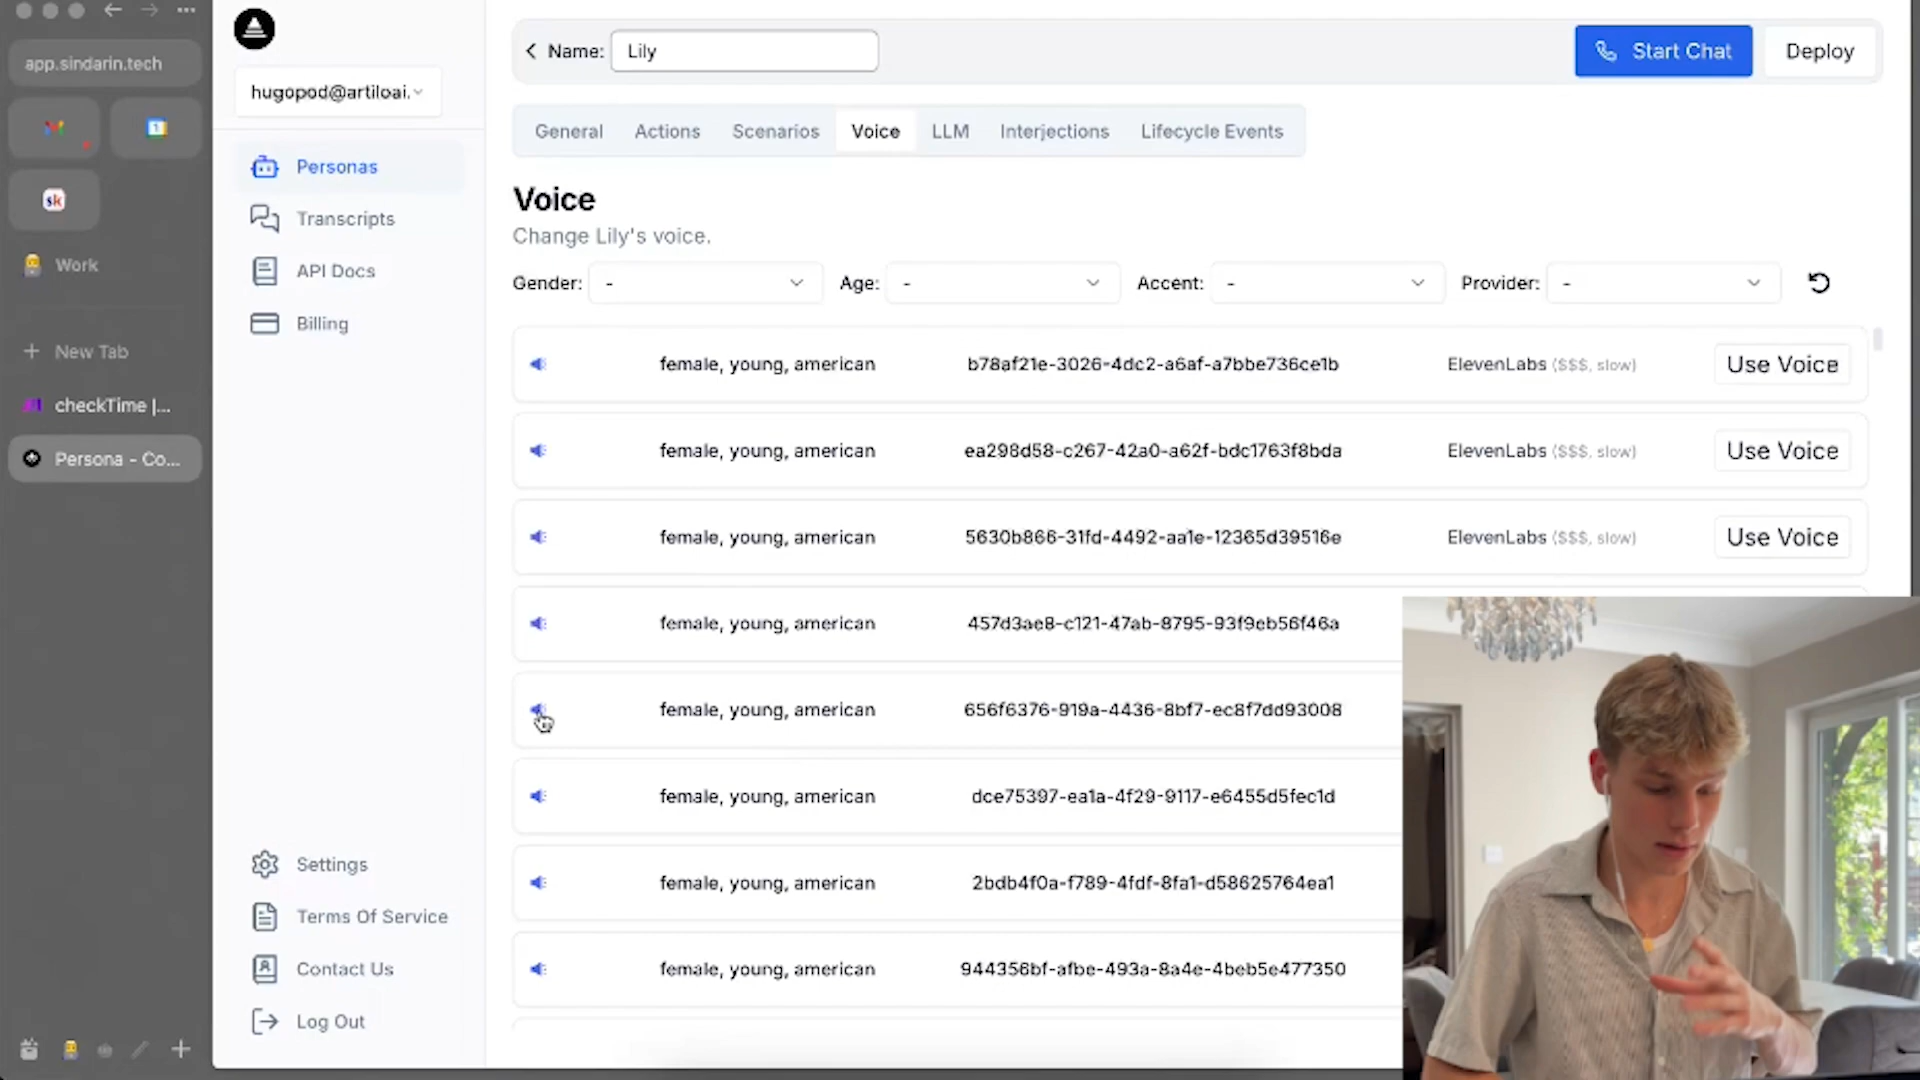 app.sindarin.tech
1
sk
Work
New Tab
checkTime |...
Persona - Co...
hugopod@artiloai.
Personas
Transcripts
API Docs
Billing
Settings
Terms Of Service
Contact Us
Log Out
Name: Lily
Start Chat
Deploy
General Actions Scenarios Voice LLM Interjections Lifecycle Events
Voice
Change Lily's voice.
Gender: - Age: - Accent: - Provider: -
female, young, american b78af21e-3026-4dc2-a6af-a7bbe736ce1b ElevenLabs ($$$, slow) Use Voice
female, young, american ea298d58-c267-42a0-a62f-bdc1763f8bda ElevenLabs ($$$, slow) Use Voice
female, young, american 5630b866-31fd-4492-aa1e-12365d39516e ElevenLabs ($$$, slow) Use Voice
female, young, american 457d3ae8-c121-47ab-8795-93f9eb56f46a
female, young, american 656f6376-919a-4436-8bf7-ec8f7dd93008
female, young, american dce75397-ea1a-4f29-9117-e6455d5fec1d
female, young, american 2bdb4f0a-f789-4fdf-8fa1-d58625764ea1
female, young, american 944356bf-afbe-493a-8a4e-4beb5e477350